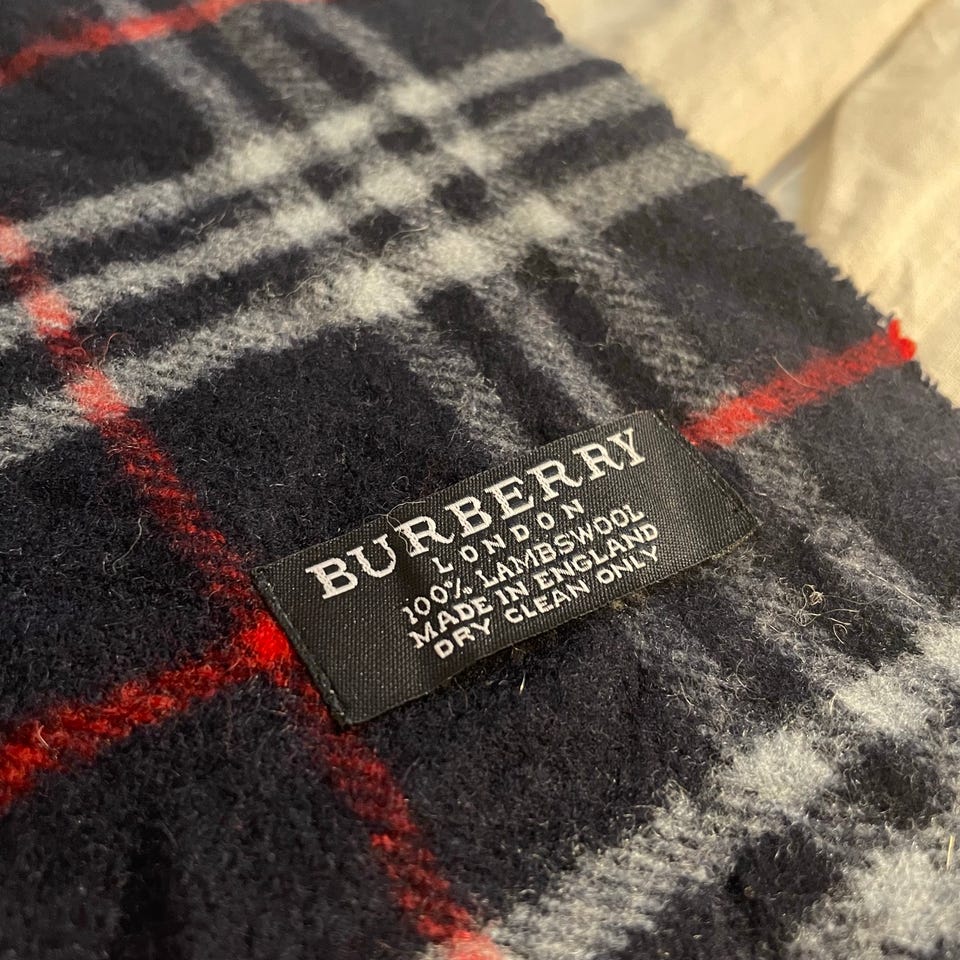 BURBERRY
LONDON
100% LAMBSWOOL
MADE IN ENGLAND
DRY CLEAN ONLY